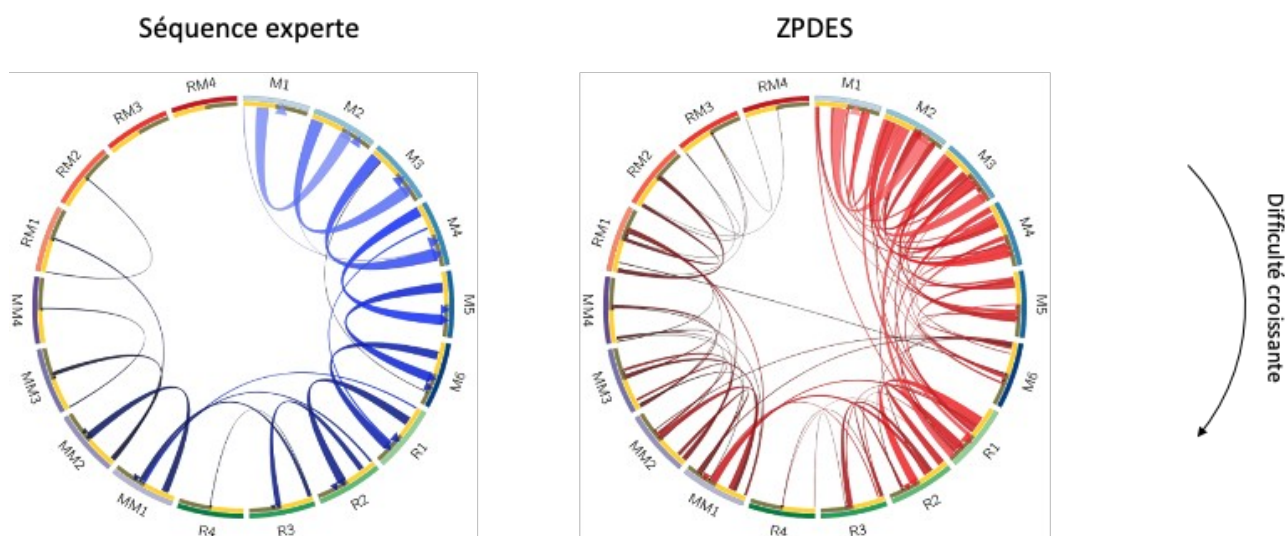 Séquence experte
M1
M2
M3
M4
M5
M6
R1
R2
R3
R4
MM1
MM2
MM3
MM4
RM1
RM2
RM3
RM4
ZPDES
M1
M2
M3
M4
M5
M6
R1
R2
R3
R4
MM1
MM2
MM3
MM4
RM1
RM2
RM3
RM4
Difficulté croissante